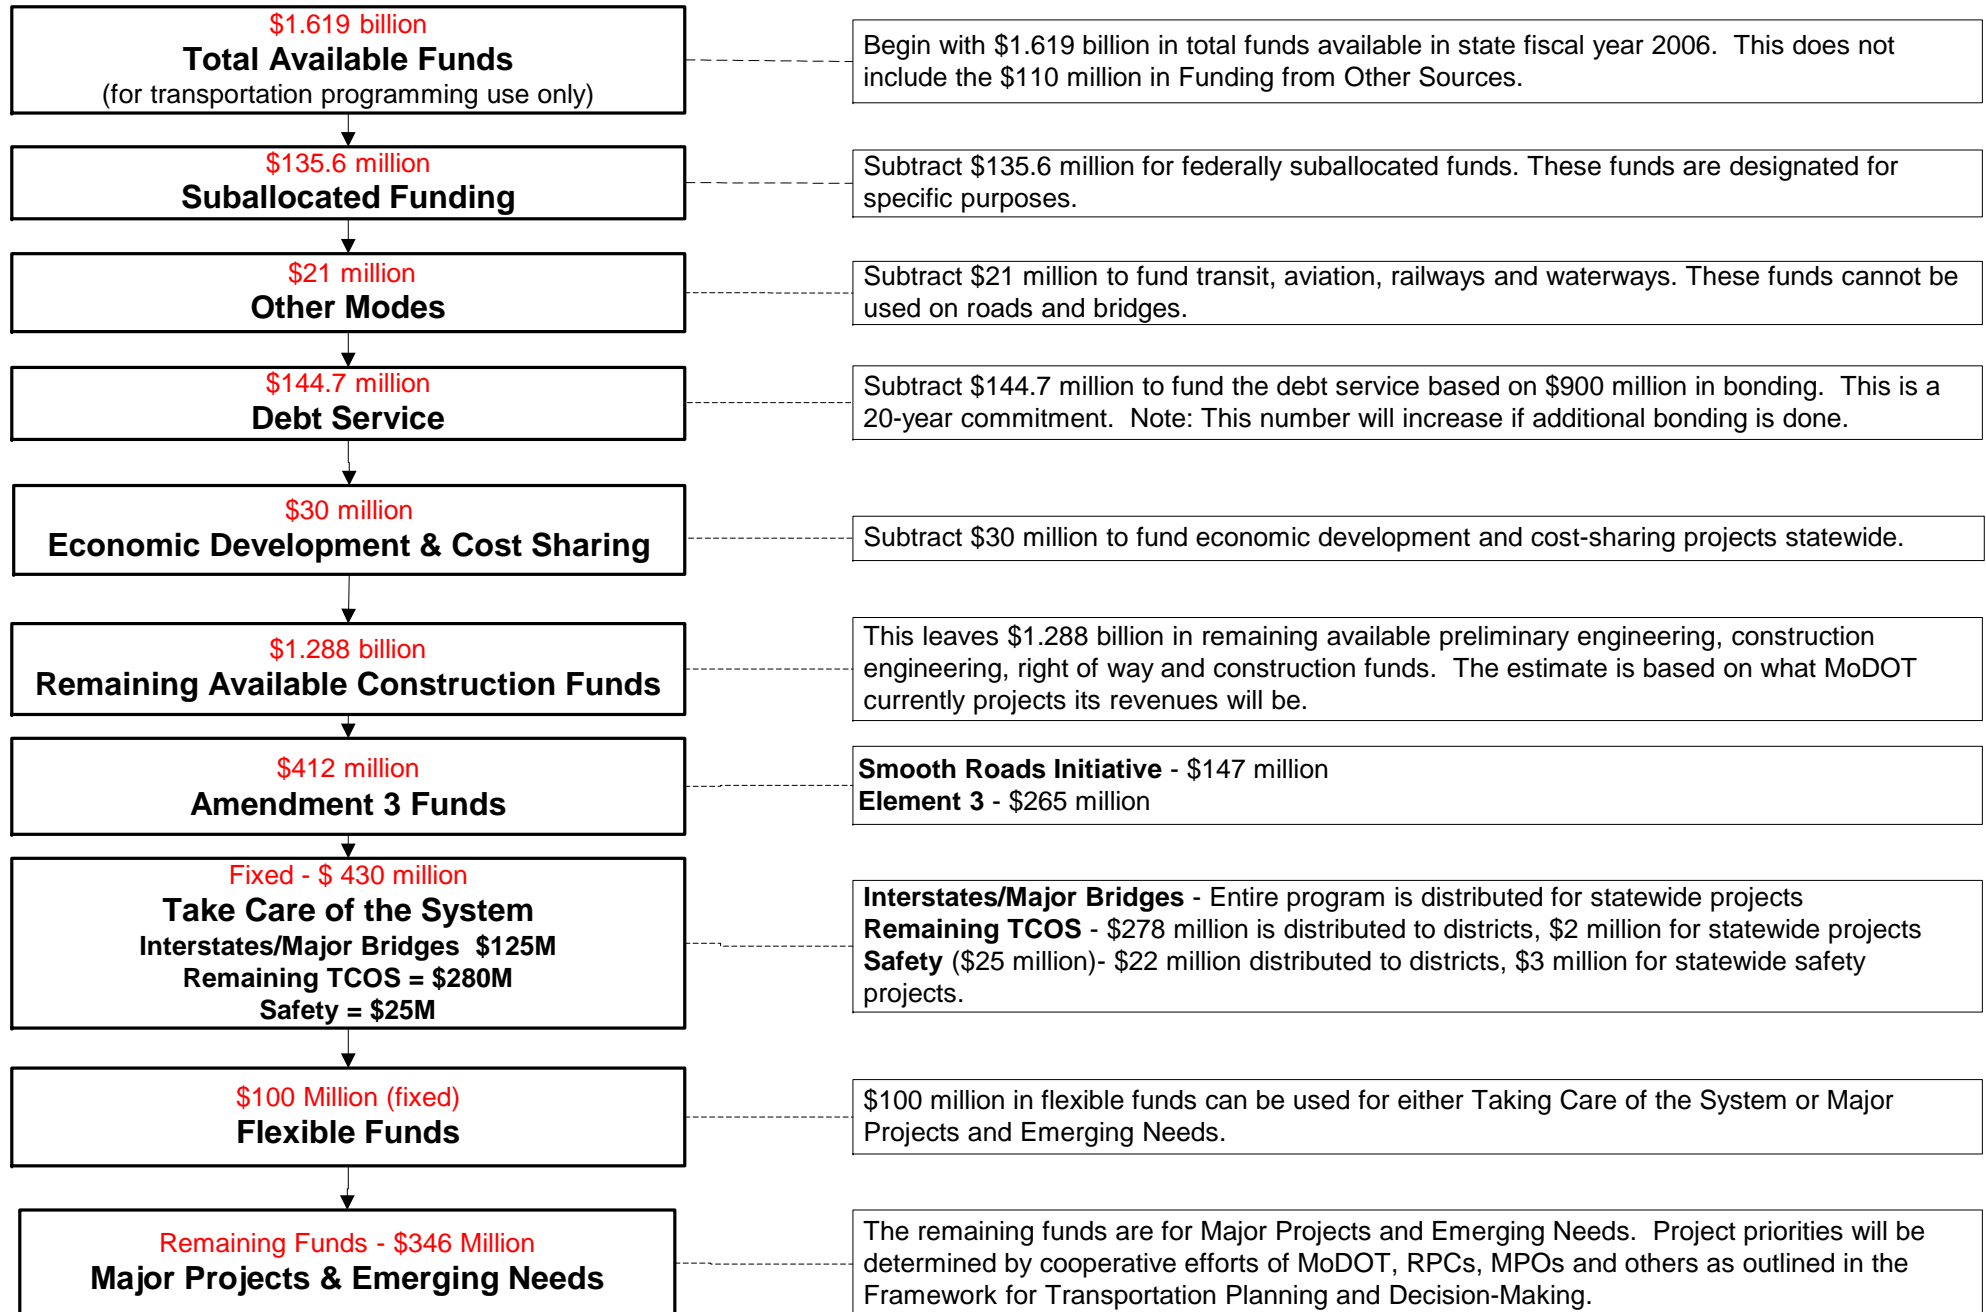 $1.619 billion
Total Available Funds
(for transportation programming use only)
Begin with $1.619 billion in total funds available in state fiscal year 2006.  This does not
include the $110 million in Funding from Other Sources.
$135.6 million
Suballocated Funding
Subtract $135.6 million for federally suballocated funds. These funds are designated for
specific purposes.
$21 million
Other Modes
Subtract $21 million to fund transit, aviation, railways and waterways. These funds cannot be
used on roads and bridges.
$144.7 million
Debt Service
Subtract $144.7 million to fund the debt service based on $900 million in bonding.  This is a
20-year commitment.  Note: This number will increase if additional bonding is done.
$30 million
Economic Development & Cost Sharing
Subtract $30 million to fund economic development and cost-sharing projects statewide.
$1.288 billion
Remaining Available Construction Funds
This leaves $1.288 billion in remaining available preliminary engineering, construction
engineering, right of way and construction funds.  The estimate is based on what MoDOT
currently projects its revenues will be.
$412 million
Amendment 3 Funds
Smooth Roads Initiative - $147 million
Element 3 - $265 million
Fixed - $ 430 million
Take Care of the System
Interstates/Major Bridges  $125M
Remaining TCOS = $280M
Safety = $25M
Interstates/Major Bridges - Entire program is distributed for statewide projects
Remaining TCOS - $278 million is distributed to districts, $2 million for statewide projects
Safety ($25 million)- $22 million distributed to districts, $3 million for statewide safety
projects.
$100 Million (fixed)
Flexible Funds
$100 million in flexible funds can be used for either Taking Care of the System or Major
Projects and Emerging Needs.
Remaining Funds - $346 Million
Major Projects & Emerging Needs
The remaining funds are for Major Projects and Emerging Needs.  Project priorities will be
determined by cooperative efforts of MoDOT, RPCs, MPOs and others as outlined in the
Framework for Transportation Planning and Decision-Making.